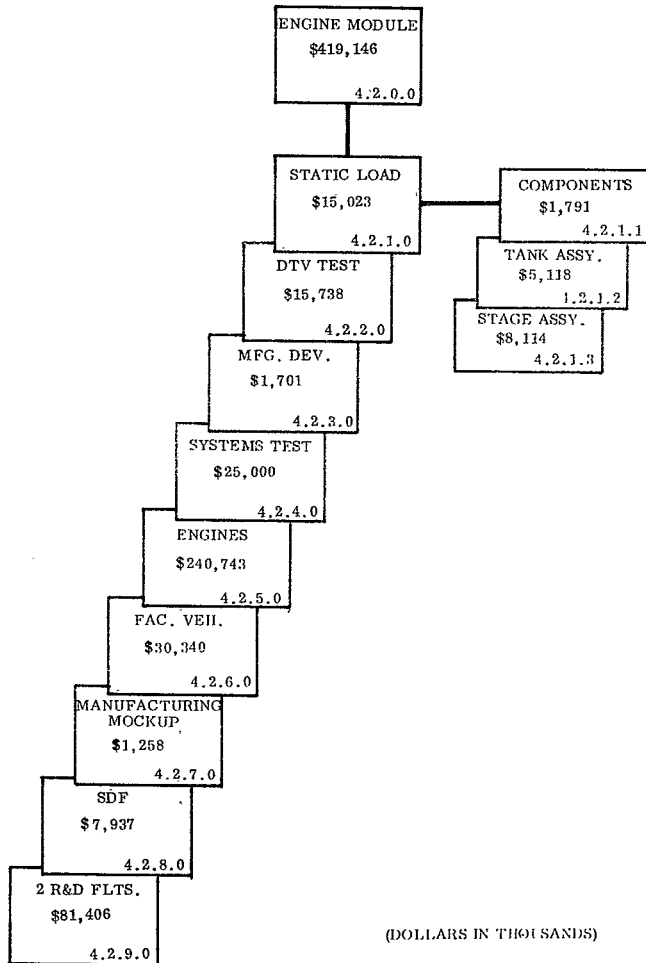 ENGINE MODULE
$419,146
4.2.0.0
STATIC LOAD
$15,023
4.2.1.0
COMPONENTS
$1,791
4.2.1.1
TANK ASSY.
$5,118
1.2.1.2
STAGE ASSY.
$8,114
4.2.1.3
DTV TEST
$15,738
4.2.2.0
MFG. DEV.
$1,701
4.2.3.0
SYSTEMS TEST
$25,000
4.2.4.0
ENGINES
$240,743
4.2.5.0
FAC. VEH.
$30,340
4.2.6.0
MANUFACTURING
MOCKUP
$1,258
4.2.7.0
SDF
$7,937
4.2.8.0
2 R&D FLTS.
$81,406
4.2.9.0
(DOLLARS IN THOUSANDS)